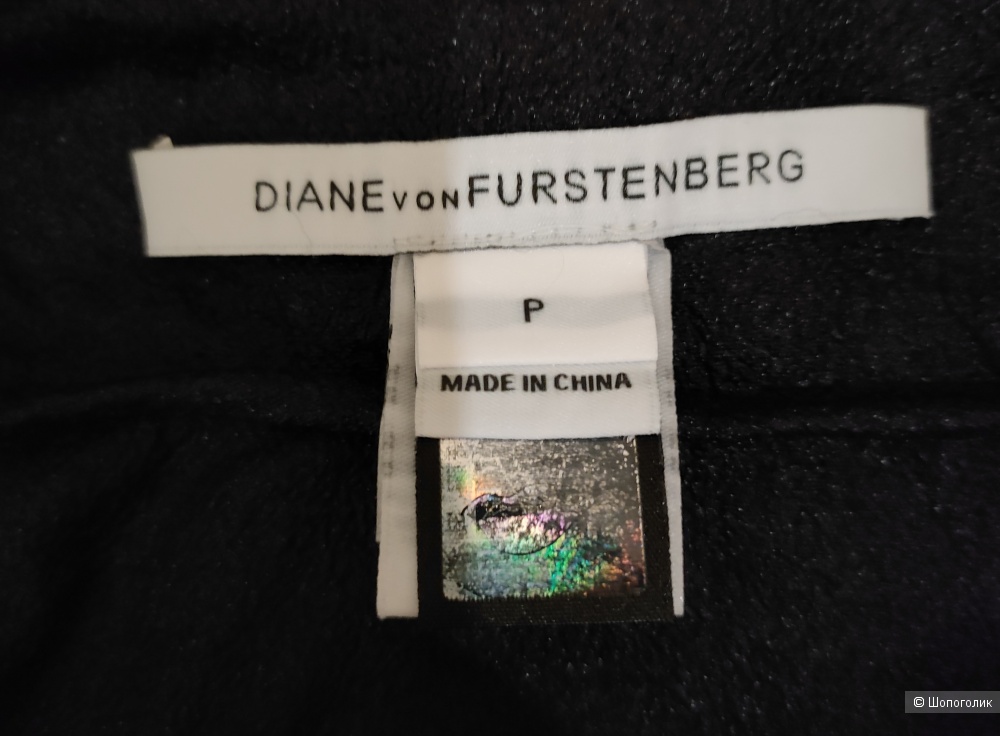 DIANE VON FURSTENBERG
P
MADE IN CHINA
© Шопоголик